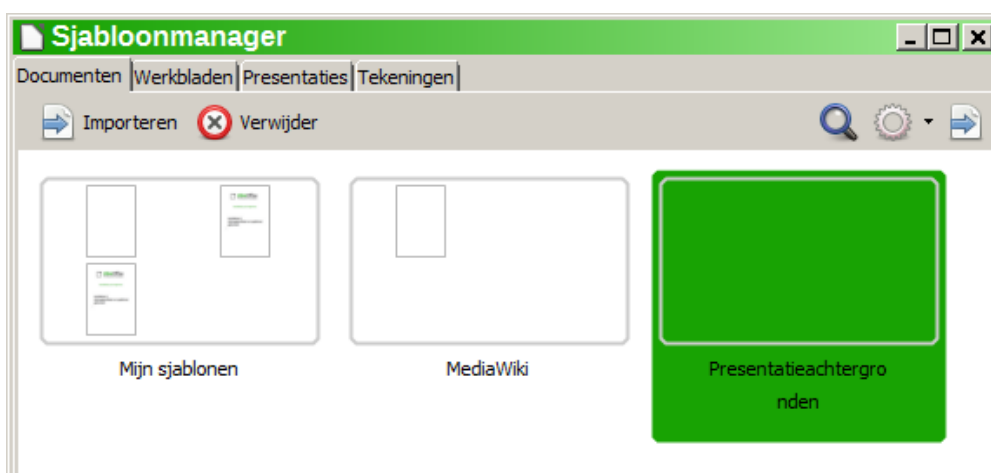 Sjabloonmanager
Documenten Werkbladen Presentaties Tekeningen
Importeren Verwijder
Mijn sjablonen MediaWiki Presentatieachtergro
nden